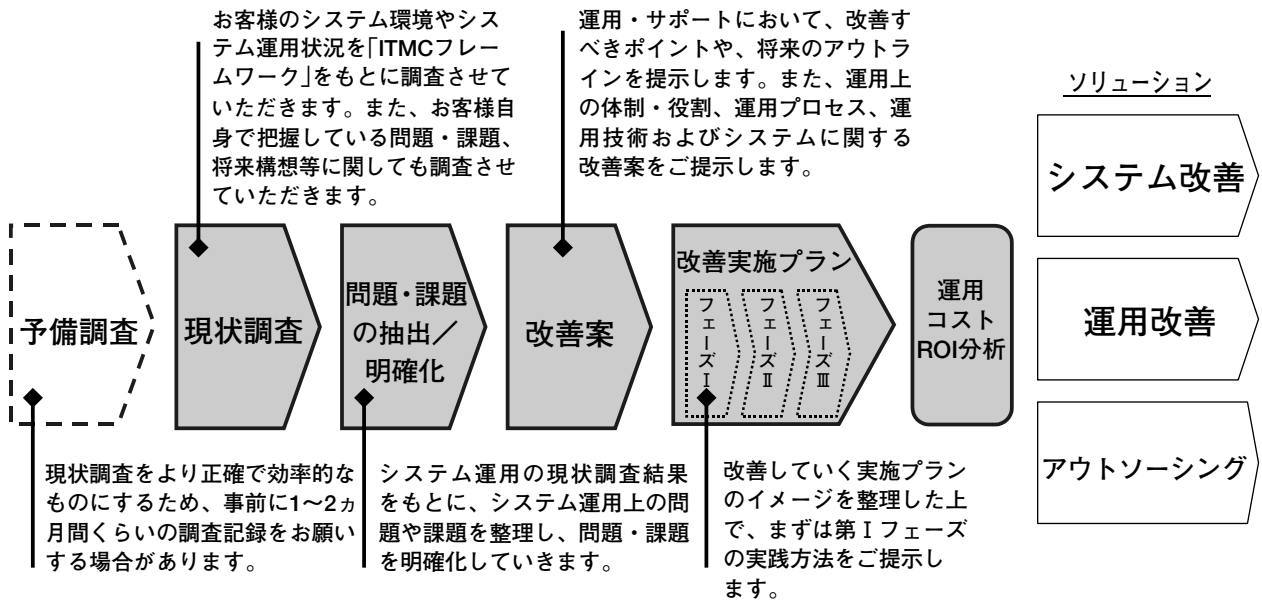 お客様のシステム環境やシス
テム運用状況を「ITMCフレー
ムワーク」をもとに調査させて
いただきます。また、お客様自
身で把握している問題・課題、
将来構想等に関しても調査させ
ていただきます。
運用・サポートにおいて、改善す
べきポイントや、将来のアウトラ
インを提示します。また、運用上
の体制・役割、運用プロセス、運
用技術およびシステムに関する
改善案をご提示します。
ソリューション
システム改善
運用改善
アウトソーシング
予備調査
現状調査
問題・課題
の抽出／
明確化
改善案
改善実施プラン
フェーズⅠ
フェーズⅡ
フェーズⅢ
運用
コスト
ROI分析
現状調査をより正確で効率的な
ものにするため、事前に1〜2ヵ
月間くらいの調査記録をお願い
する場合があります。
システム運用の現状調査結果
をもとに、システム運用上の問
題や課題を整理し、問題・課題
を明確化していきます。
改善していく実施プラン
のイメージを整理した上
で、まずは第Ⅰフェーズ
の実践方法をご提示し
ます。